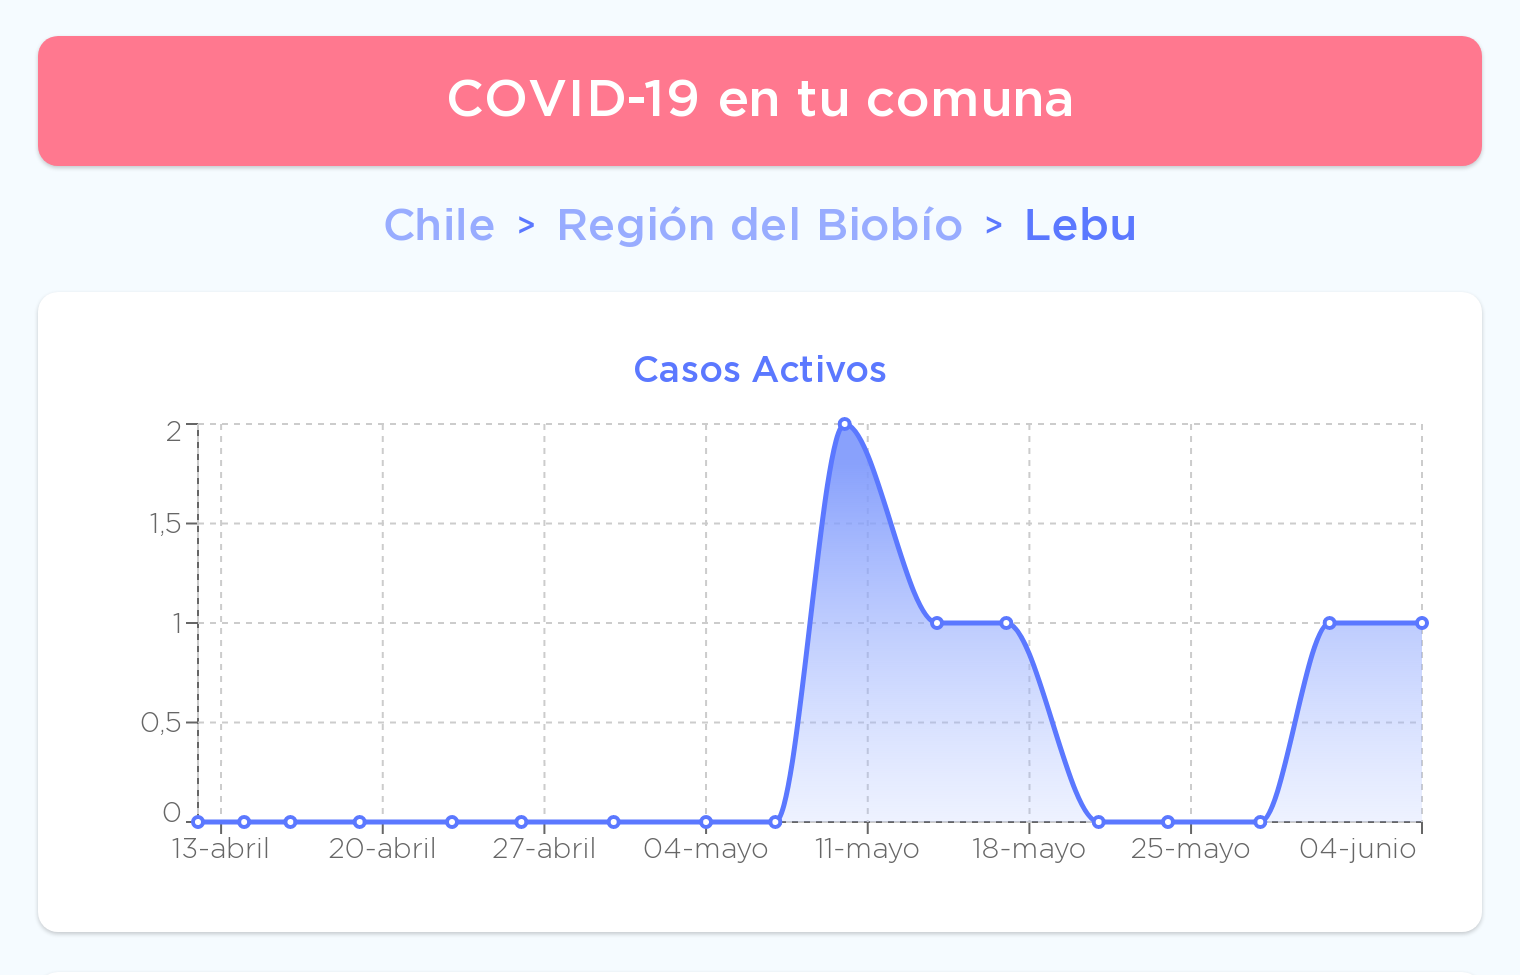 COVID-19 en tu comuna
Chile > Región del Biobío > Lebu
Casos Activos
2
1,5
1
0,5
0
13-abril 20-abril 27-abril 04-mayo 11-mayo 18-mayo 25-mayo 04-junio